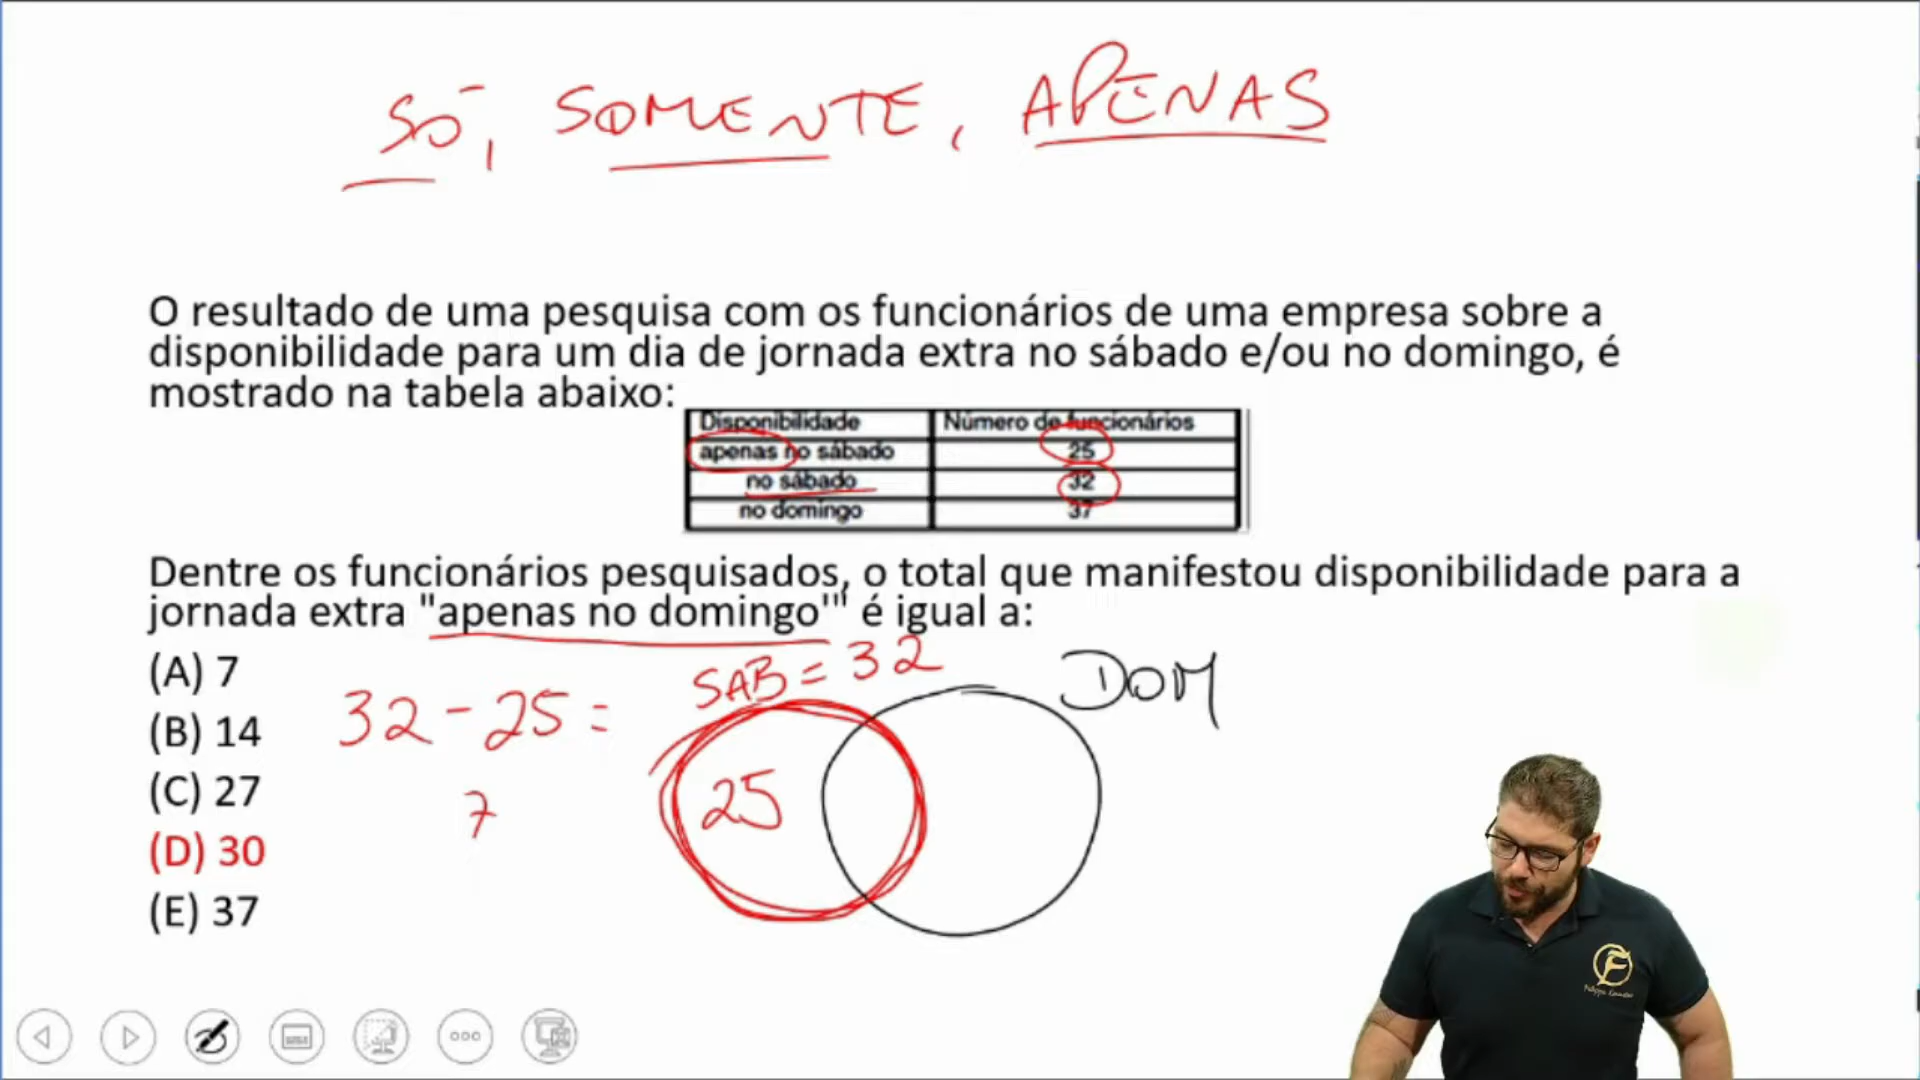 SÓ, SOMENTE, APENAS
O resultado de uma pesquisa com os funcionários de uma empresa sobre a
disponibilidade para um dia de jornada extra no sábado e/ou no domingo, é
mostrado na tabela abaixo:
Disponibilidade Número de funcionários
apenas no sábado 25
no sábado 32
no domingo 37
Dentre os funcionários pesquisados, o total que manifestou disponibilidade para a
jornada extra "apenas no domingo'" é igual a:
(A) 7
(B) 14
(C) 27
(D) 30
(E) 37
32 - 25 =
7
SAB = 32
DOM
25